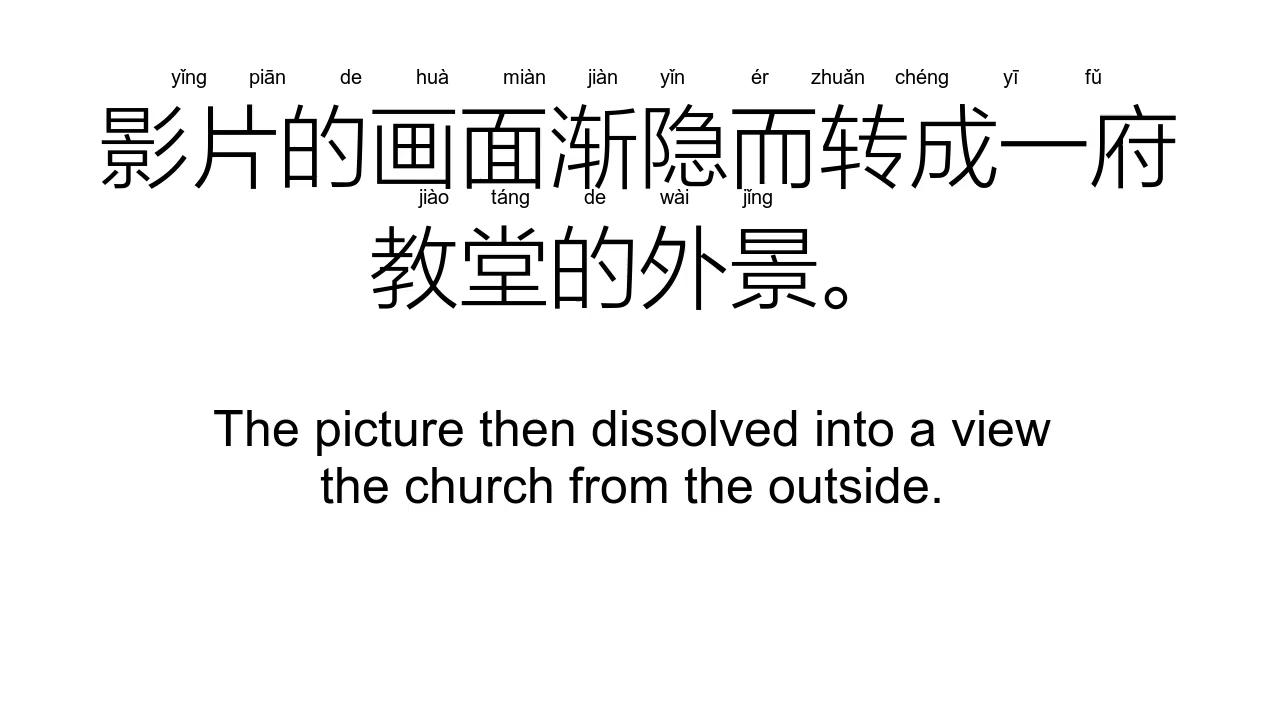 yǐng piān de huà miàn jiàn yǐn ér zhuǎn chéng yī fǔ
影片的画面渐隐而转成一府
jiào táng de wài jǐng
教堂的外景。
The picture then dissolved into a view
the church from the outside.